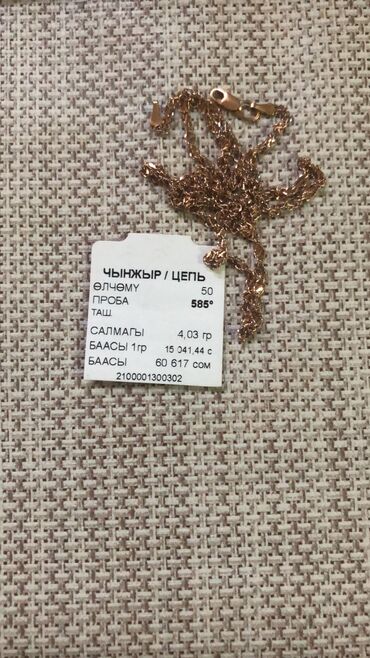 ЧЫНЖЫР / ЦЕПЬ
ӨЛЧӨМҮ 50
ПРОБА 585°
ТАШ.
САЛМАГЫ 4,03 гр
БААСЫ 1гр 15 041,44 с
БААСЫ 60 617 сом
2100001300302